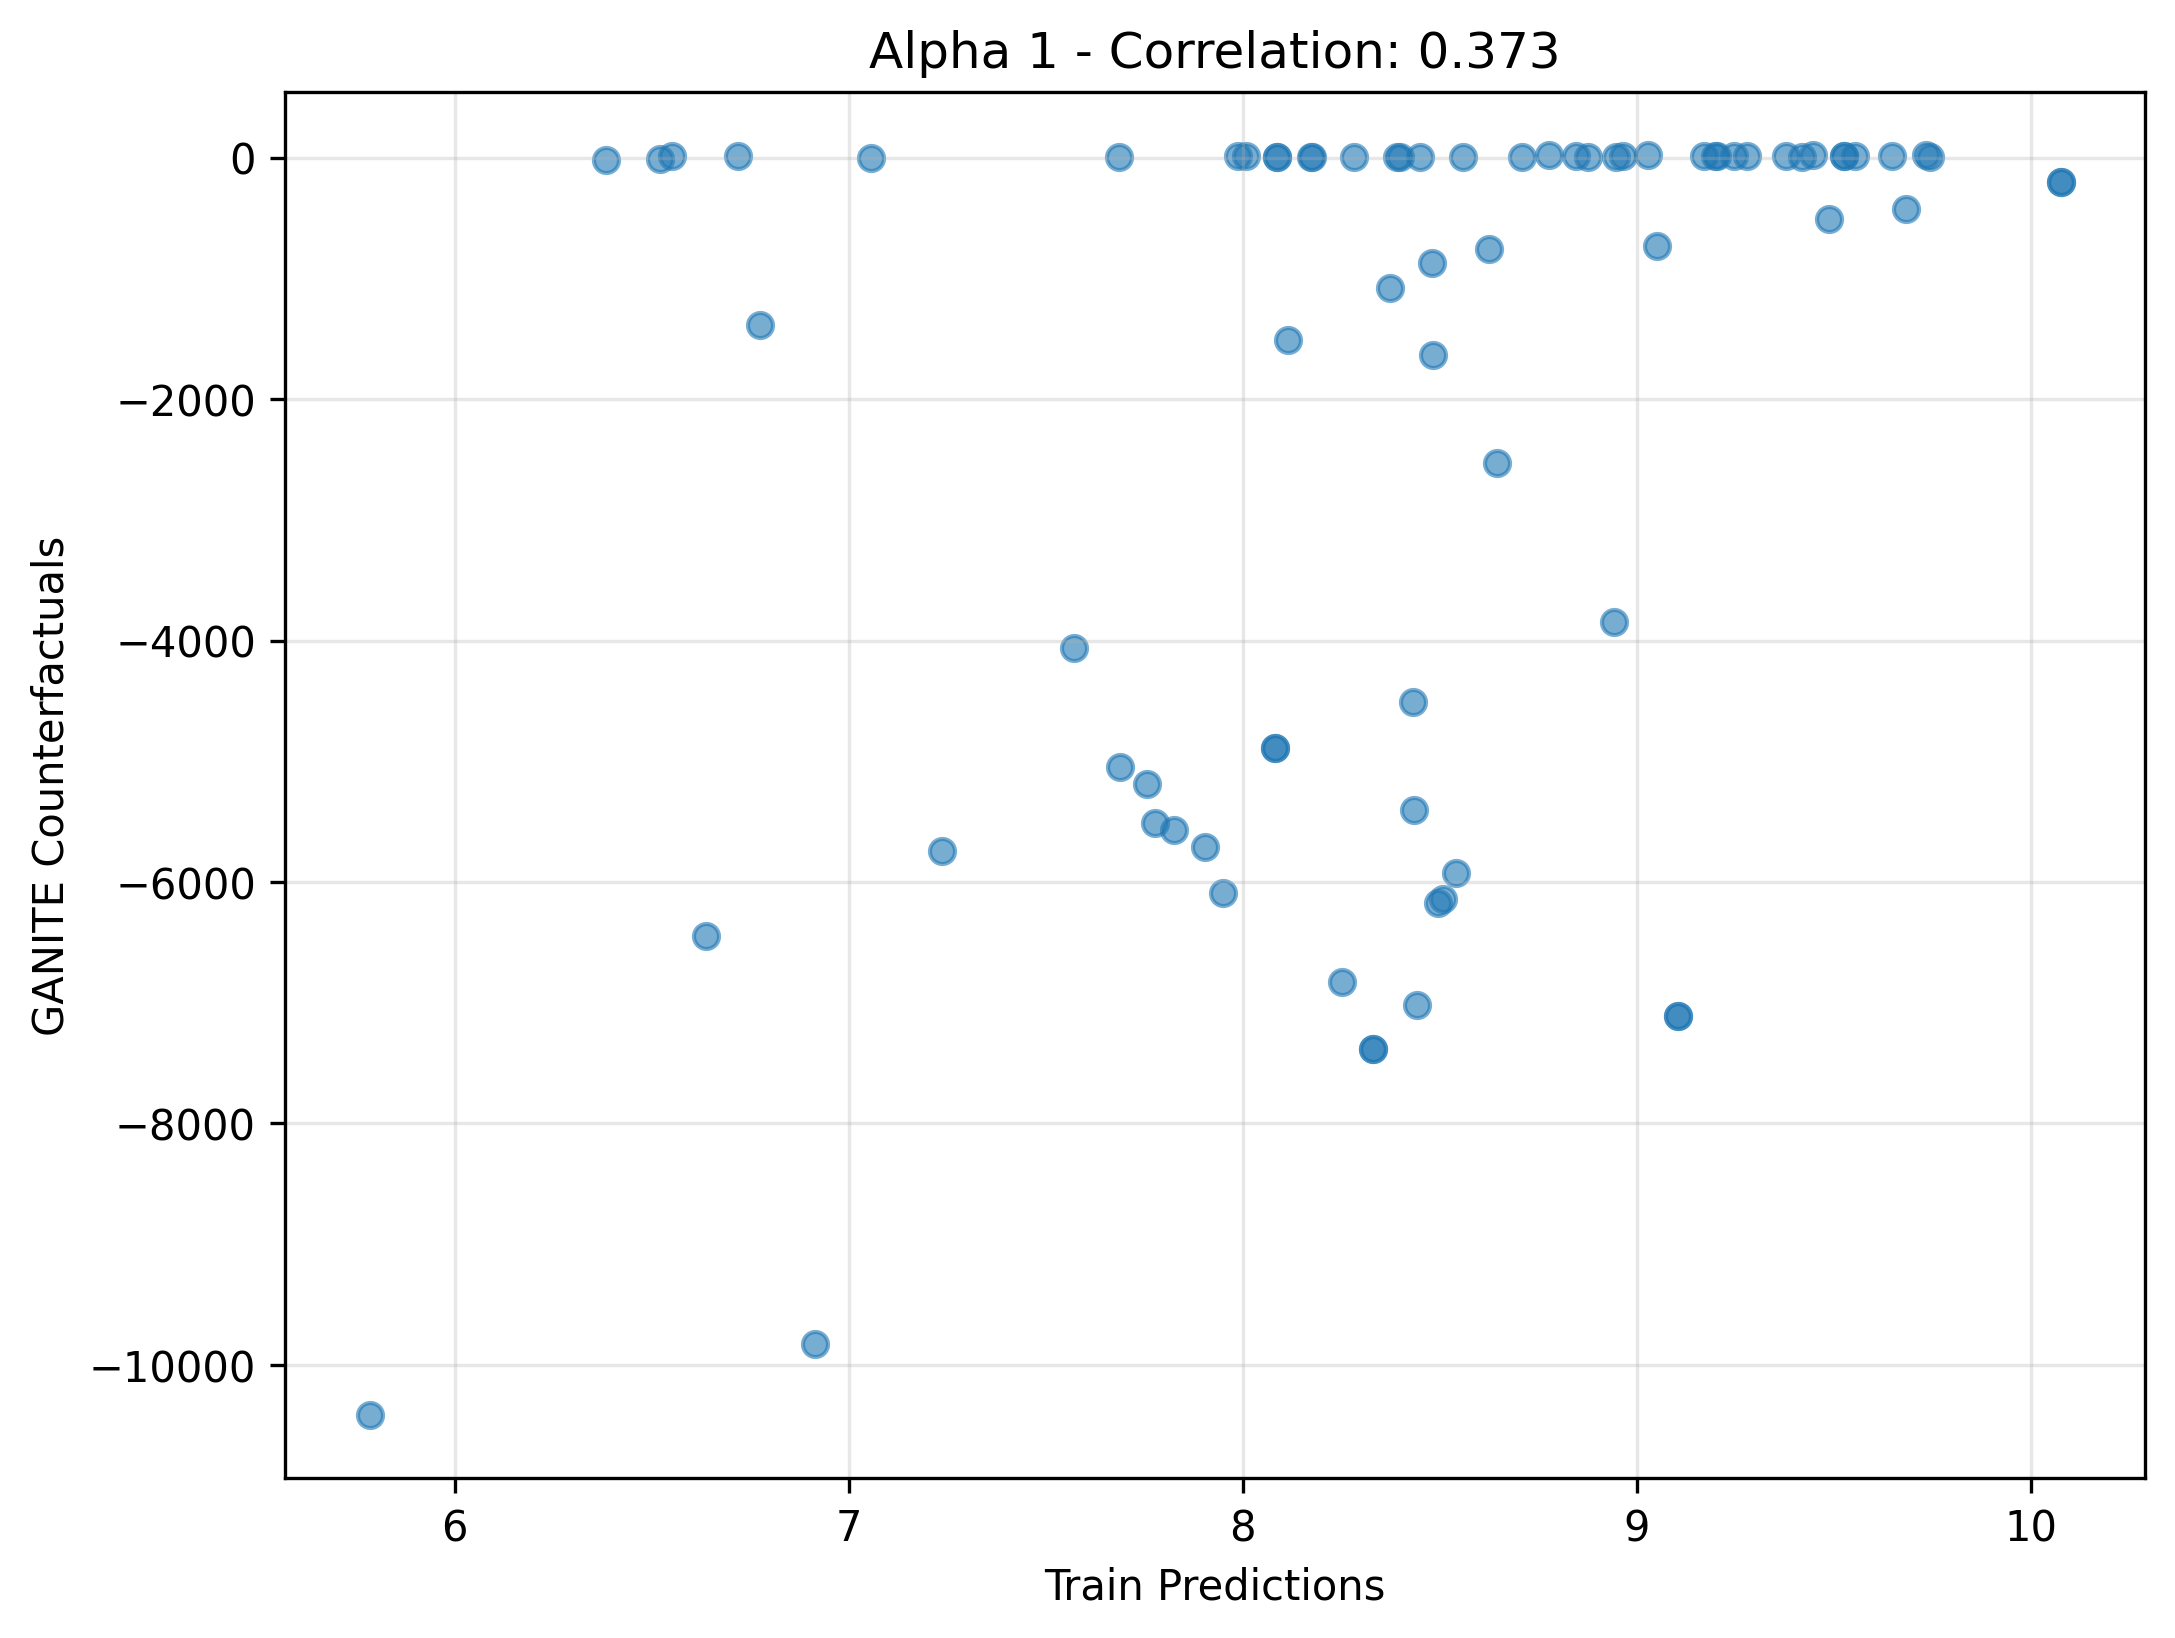 Alpha 1 - Correlation: 0.373
0
−2000
−4000
−6000
−8000
−10000
GANITE Counterfactuals
6 7 8 9 10
Train Predictions